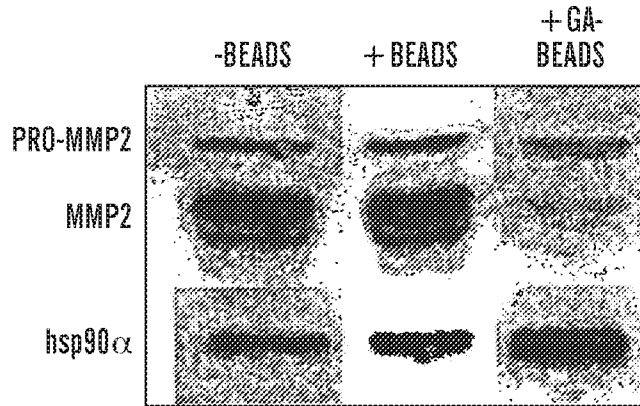 -BEADS
+ BEADS
+ GA-
BEADS
PRO-MMP2
MMP2
hsp90α